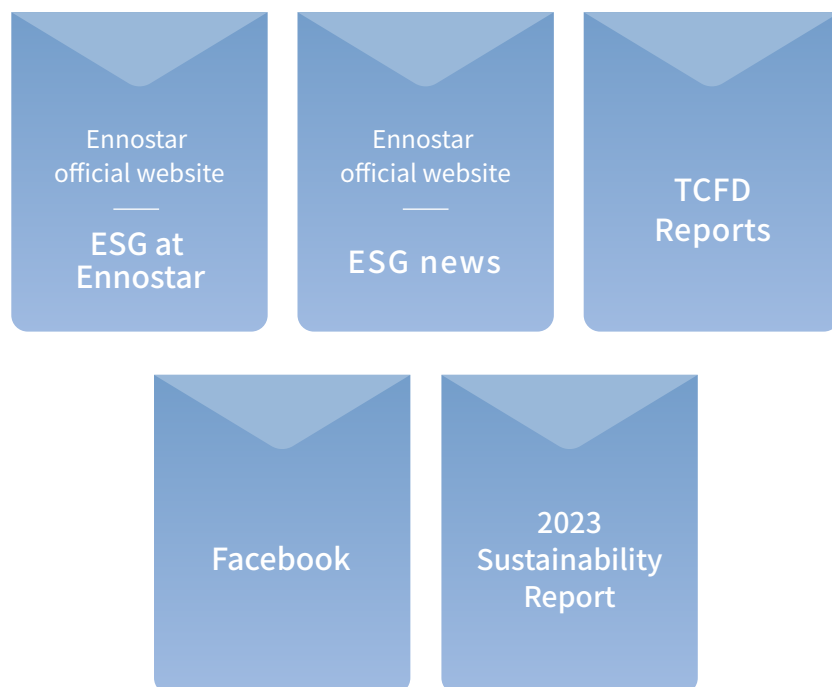 Ennostar
official website
ESG at
Ennostar
Ennostar
official website
ESG news
TCFD
Reports
Facebook
2023
Sustainability
Report